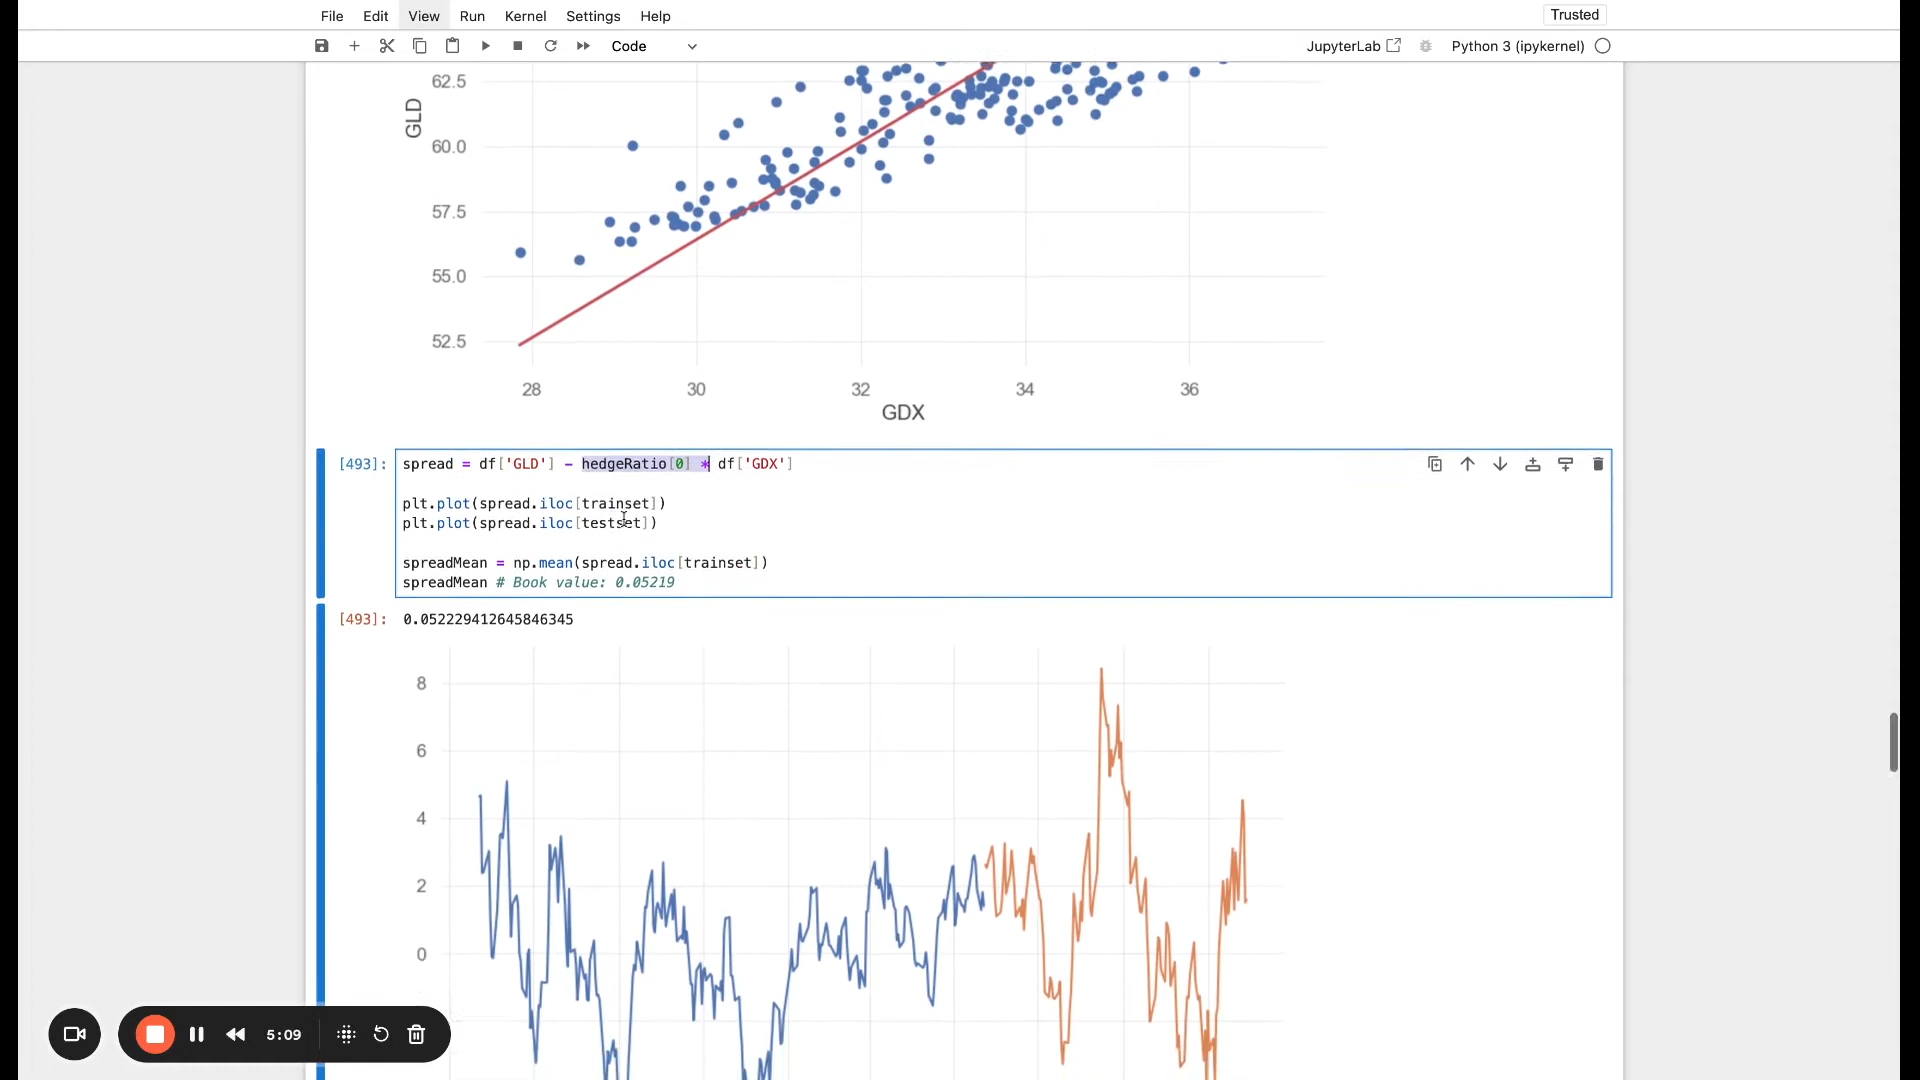 File Edit View Run Kernel Settings Help
Trusted
Code
JupyterLab
Python 3 (ipykernel)
62.5
60.0
57.5
55.0
52.5
GLD
28 30 32 34 36
GDX
[493]:
spread = df['GLD'] - hedgeRatio[0] * df['GDX']
plt.plot(spread.iloc[trainset])
plt.plot(spread.iloc[testset])
spreadMean = np.mean(spread.iloc[trainset])
spreadMean # Book value: 0.05219
[493]: 0.052229412645846345
8
6
4
2
0
5:09